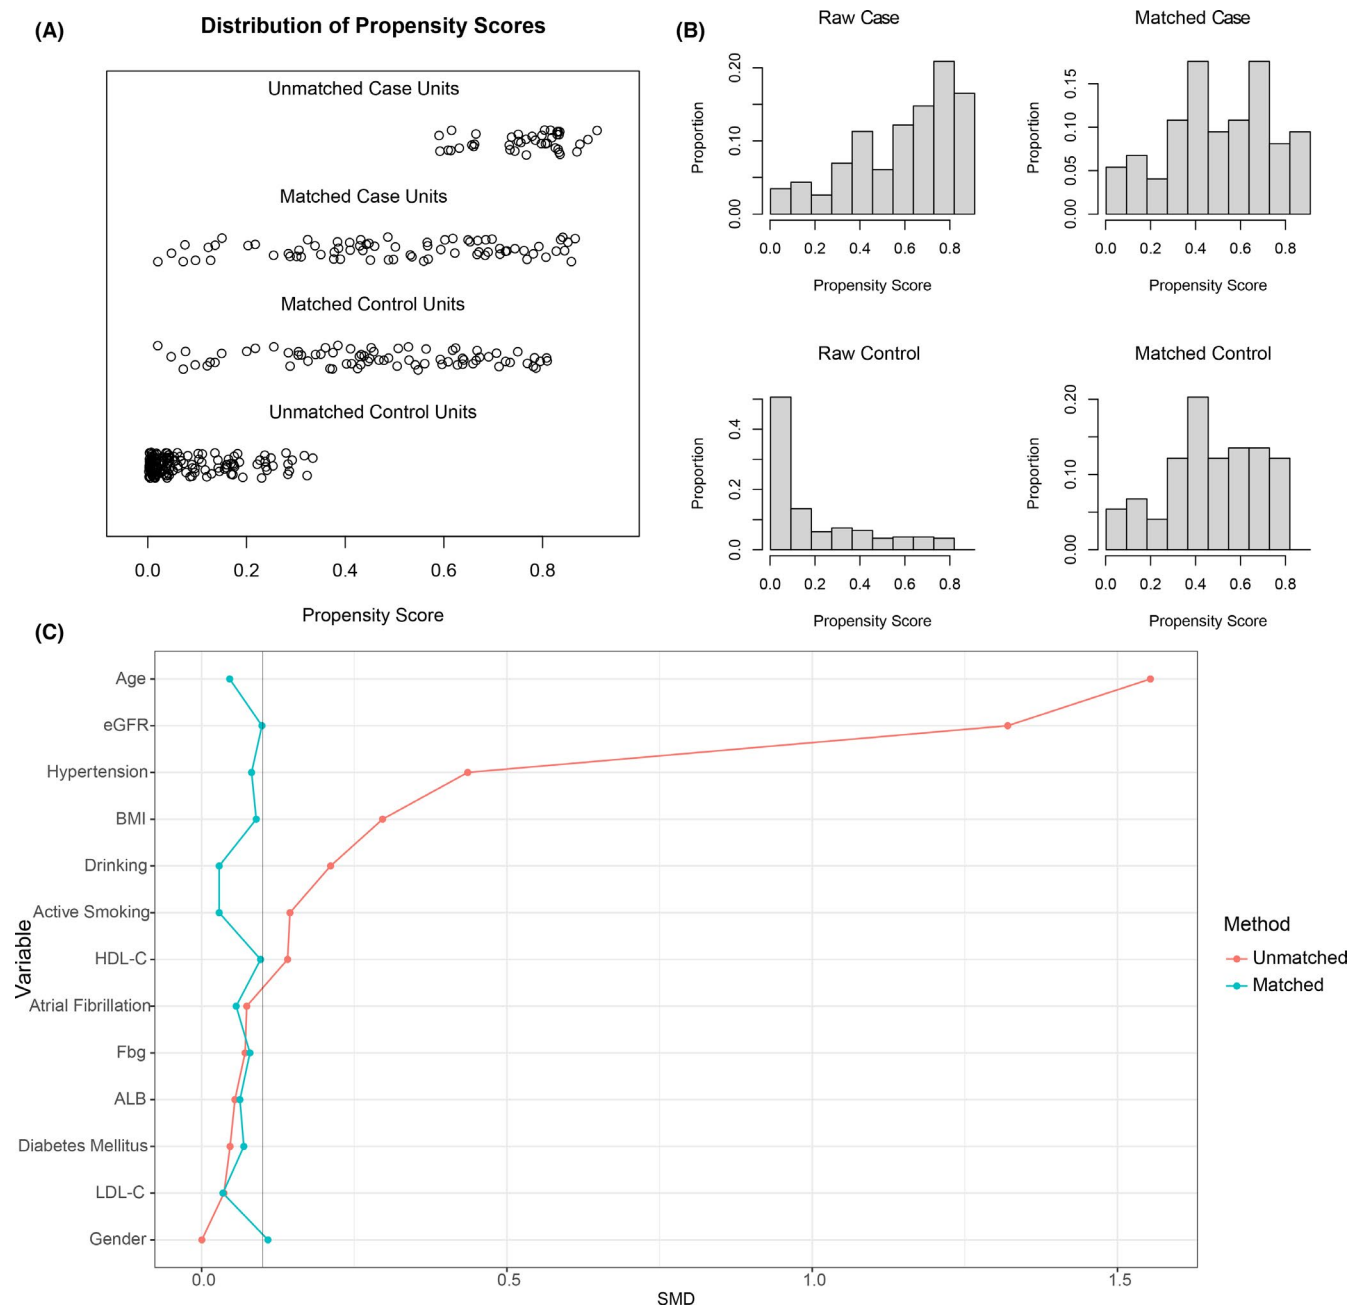 (A)
Distribution of Propensity Scores
Unmatched Case Units
Matched Case Units
Matched Control Units
Unmatched Control Units
0.0 0.2 0.4 0.6 0.8
Propensity Score
(B)
Raw Case
Proportion
0.00 0.10 0.20
0.0 0.2 0.4 0.6 0.8
Propensity Score
Matched Case
Proportion
0.00 0.05 0.10 0.15
0.0 0.2 0.4 0.6 0.8
Propensity Score
Raw Control
Proportion
0.0 0.2 0.4
0.0 0.2 0.4 0.6 0.8
Propensity Score
Matched Control
Proportion
0.00 0.10 0.20
0.0 0.2 0.4 0.6 0.8
Propensity Score
(C)
Variable
Age
eGFR
Hypertension
BMI
Drinking
Active Smoking
HDL-C
Atrial Fibrillation
Fbg
ALB
Diabetes Mellitus
LDL-C
Gender
0.0 0.5 1.0 1.5
SMD
Method
Unmatched
Matched